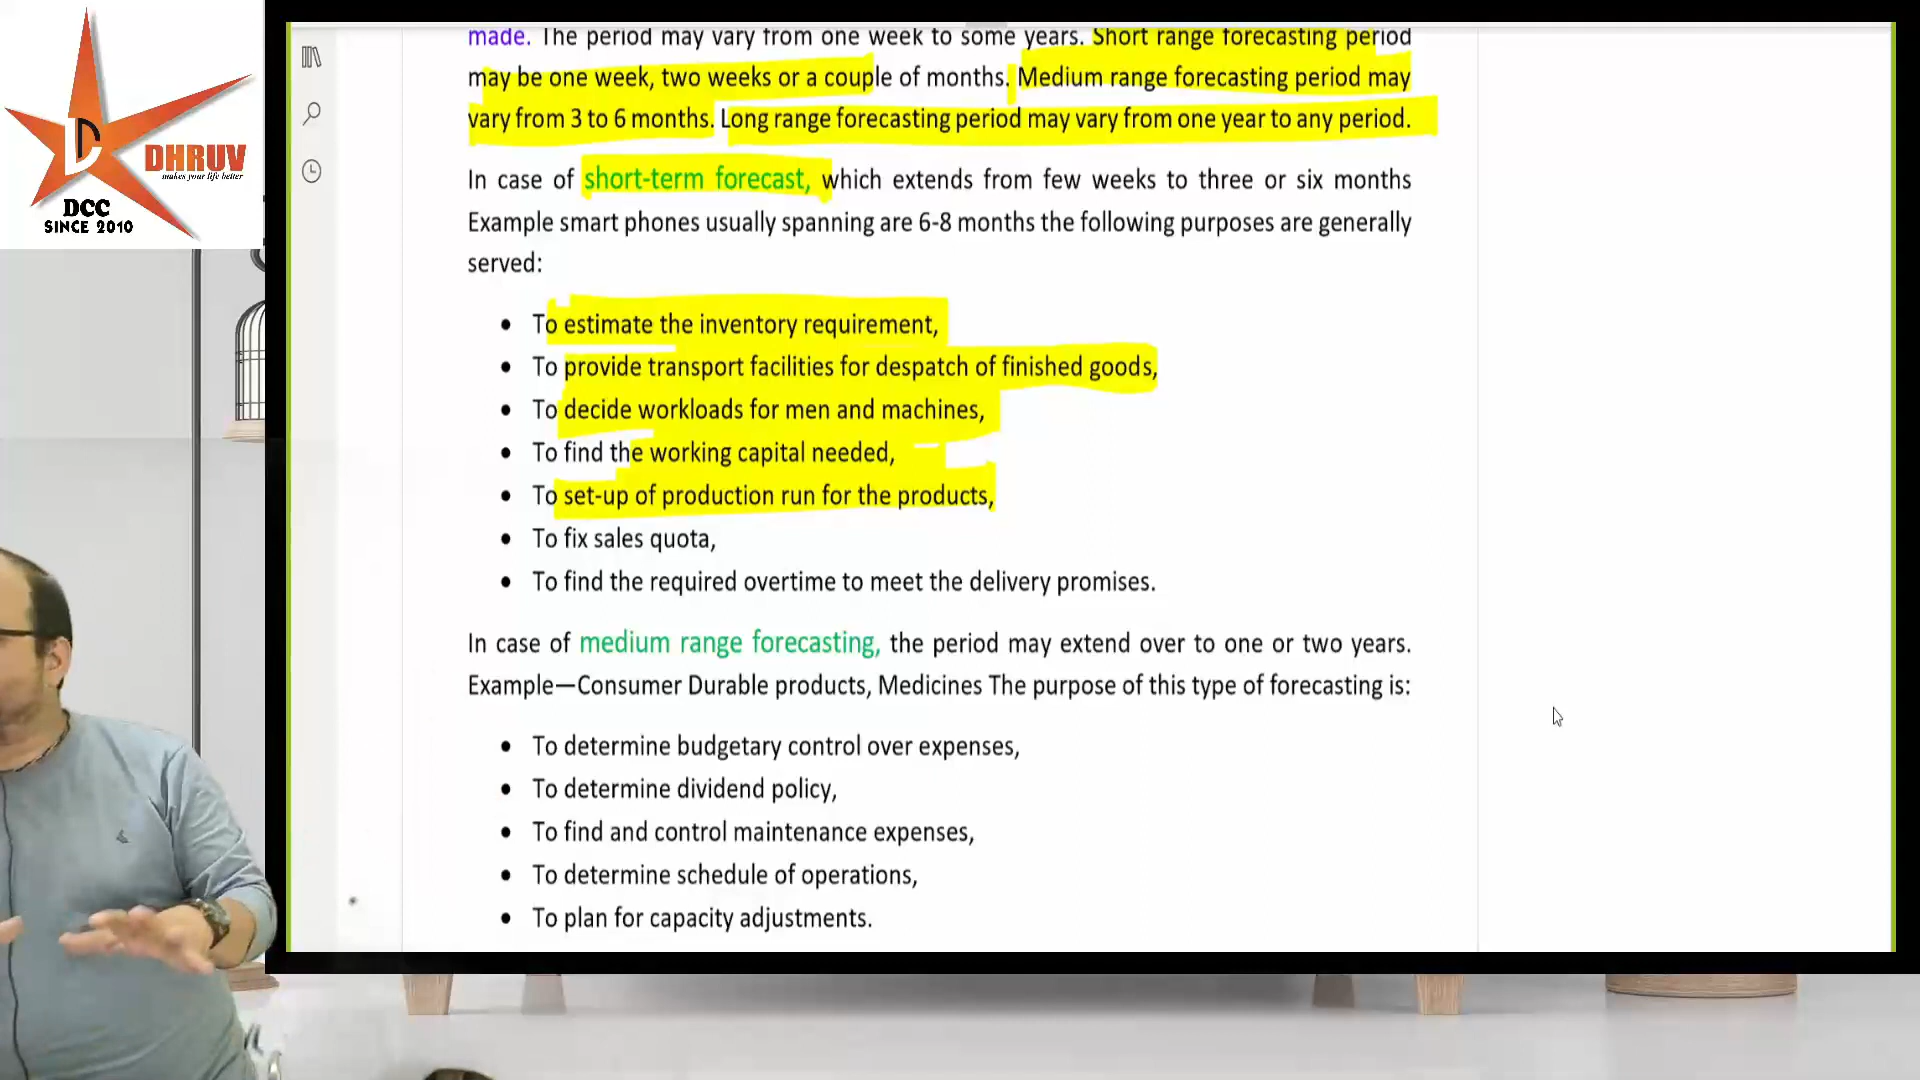 DHRUV
makes your life better
DCC
SINCE 2010
made. The period may vary from one week to some years. Short range forecasting period
may be one week, two weeks or a couple of months. Medium range forecasting period may
vary from 3 to 6 months. Long range forecasting period may vary from one year to any period.
In case of short-term forecast, which extends from few weeks to three or six months
Example smart phones usually spanning are 6-8 months the following purposes are generally
served:
• To estimate the inventory requirement,
• To provide transport facilities for despatch of finished goods,
• To decide workloads for men and machines,
• To find the working capital needed,
• To set-up of production run for the products,
• To fix sales quota,
• To find the required overtime to meet the delivery promises.
In case of medium range forecasting, the period may extend over to one or two years.
Example—Consumer Durable products, Medicines The purpose of this type of forecasting is:
• To determine budgetary control over expenses,
• To determine dividend policy,
• To find and control maintenance expenses,
• To determine schedule of operations,
• To plan for capacity adjustments.